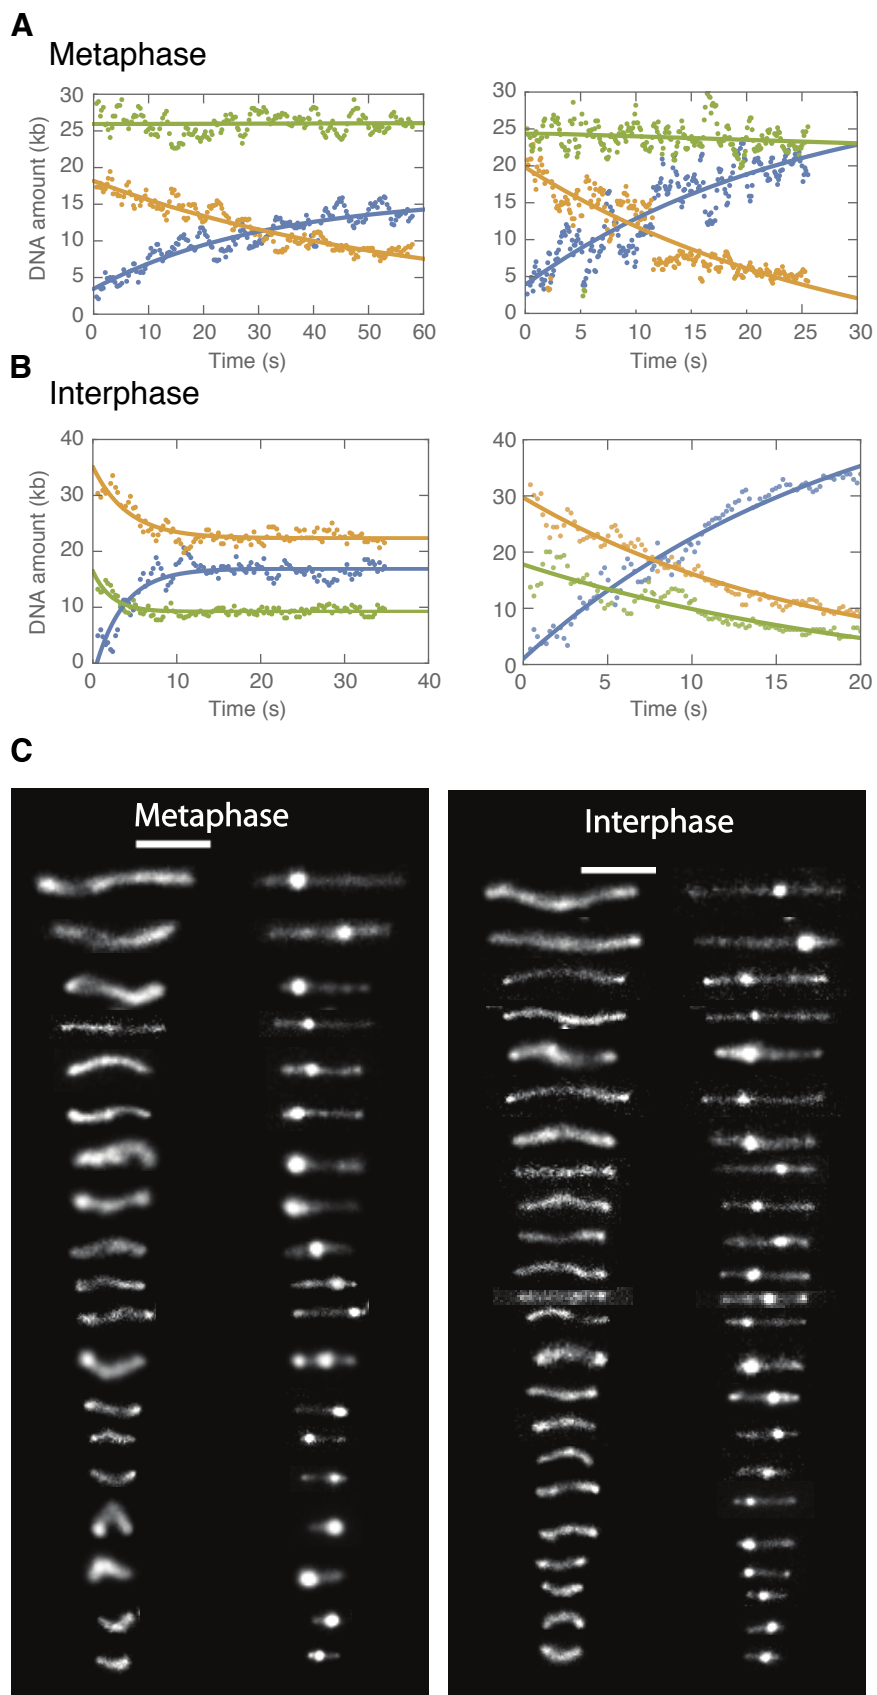 A
Metaphase
DNA amount (kb)
30
25
20
15
10
5
0
0 10 20 30 40 50 60
Time (s)
30
25
20
15
10
5
0
0 5 10 15 20 25 30
Time (s)
B
Interphase
DNA amount (kb)
40
30
20
10
0
0 10 20 30 40
Time (s)
40
30
20
10
0
0 5 10 15 20
Time (s)
C
Metaphase
Interphase